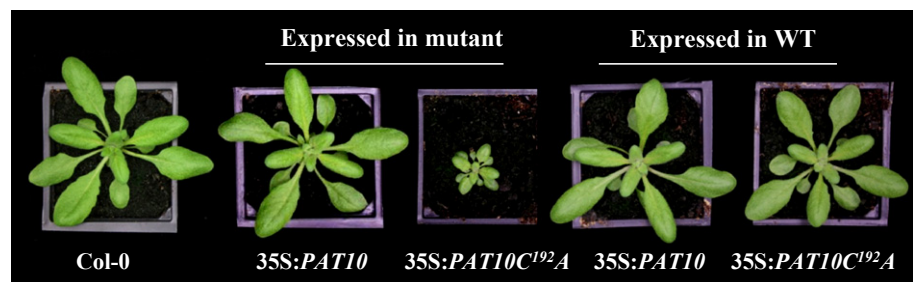 Expressed in mutant
Expressed in WT
Col-0
35S:PAT10
35S:PAT10C¹⁹²A
35S:PAT10
35S:PAT10C¹⁹²A